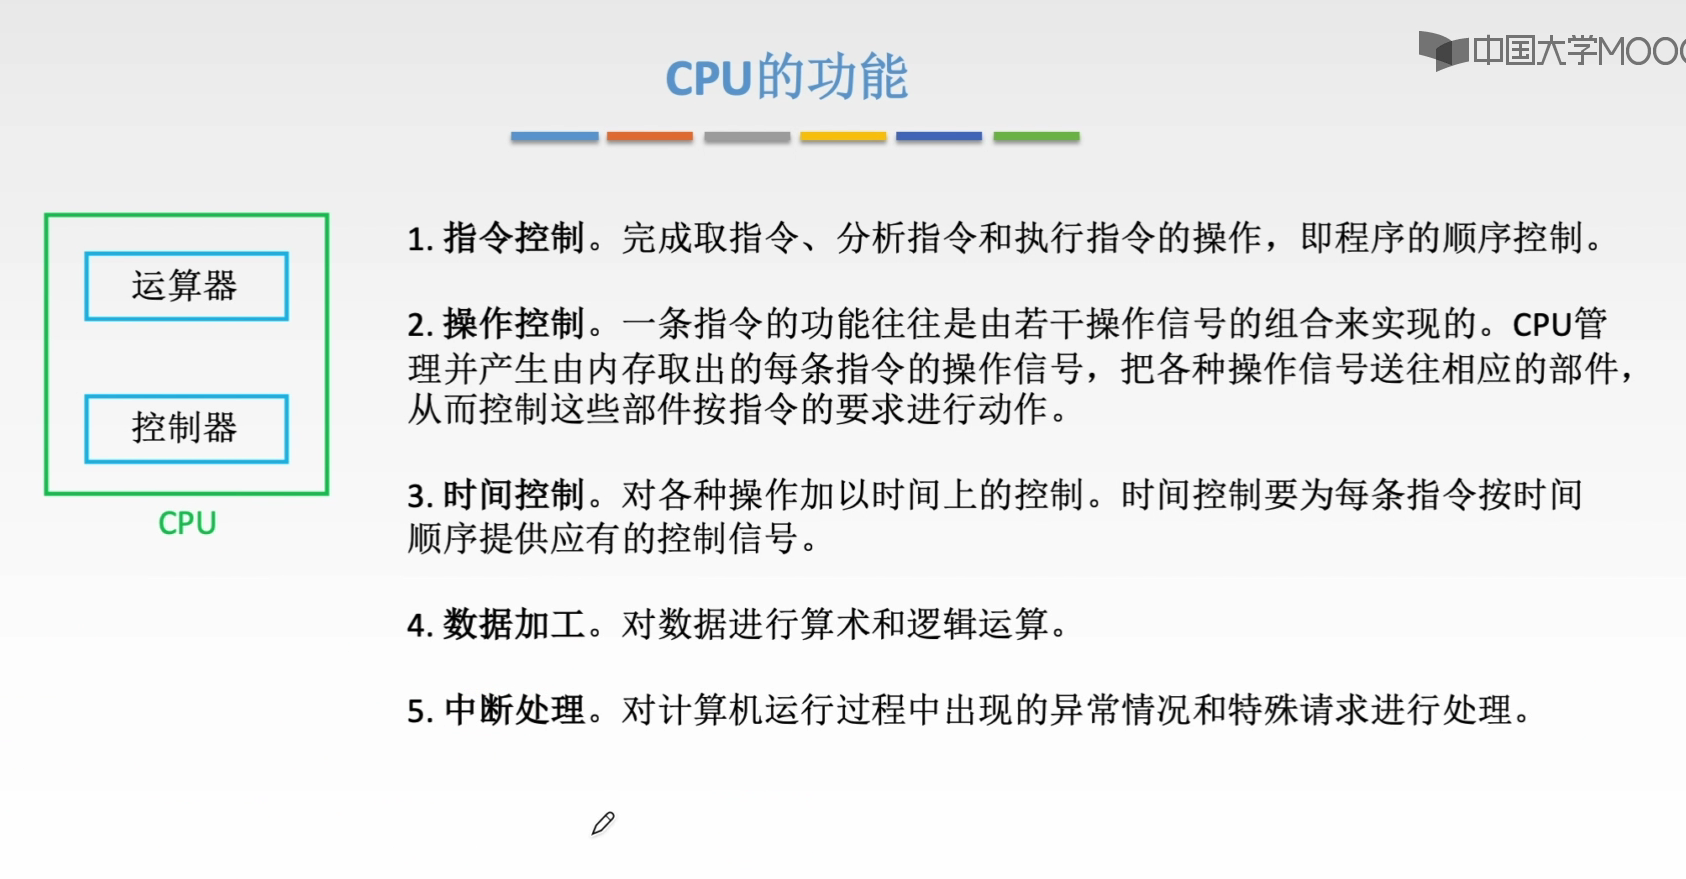 中国大学MOOC
CPU的功能
运算器
控制器
CPU
1. 指令控制。完成取指令、分析指令和执行指令的操作，即程序的顺序控制。
2. 操作控制。一条指令的功能往往是由若干操作信号的组合来实现的。CPU管
理并产生由内存取出的每条指令的操作信号，把各种操作信号送往相应的部件，
从而控制这些部件按指令的要求进行动作。
3. 时间控制。对各种操作加以时间上的控制。时间控制要为每条指令按时间
顺序提供应有的控制信号。
4. 数据加工。对数据进行算术和逻辑运算。
5. 中断处理。对计算机运行过程中出现的异常情况和特殊请求进行处理。